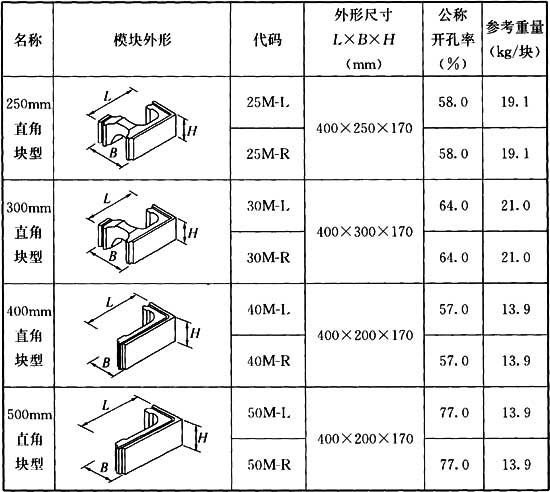 名称 模块外形 代码 外形尺寸 L×B×H (mm) 公称开孔率 (%) 参考重量 (kg/块)
250mm 直角块型 L B H 25M-L 400×250×170 58.0 19.1
25M-R 58.0 19.1
300mm 直角块型 L B H 30M-L 400×300×170 64.0 21.0
30M-R 64.0 21.0
400mm 直角块型 L B H 40M-L 400×200×170 57.0 13.9
40M-R 57.0 13.9
500mm 直角块型 L B H 50M-L 400×200×170 77.0 13.9
50M-R 77.0 13.9